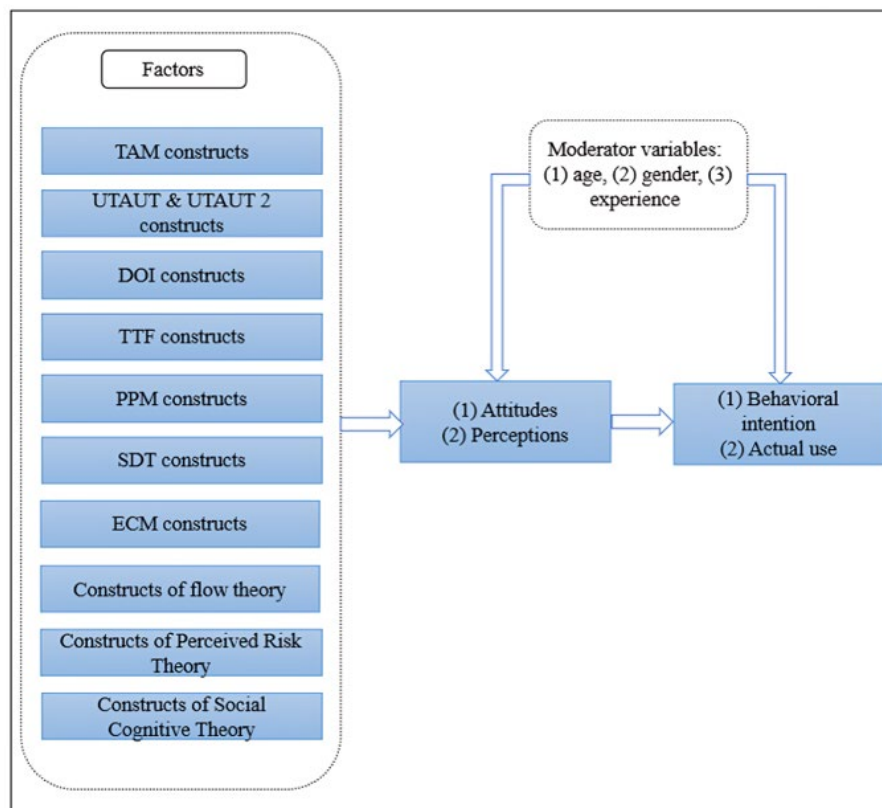 Factors
TAM constructs
UTAUT & UTAUT 2
constructs
DOI constructs
TTF constructs
PPM constructs
SDT constructs
ECM constructs
Constructs of flow theory
Constructs of Perceived Risk
Theory
Constructs of Social
Cognitive Theory
Moderator variables:
(1) age, (2) gender, (3)
experience
(1) Attitudes
(2) Perceptions
(1) Behavioral
intention
(2) Actual use